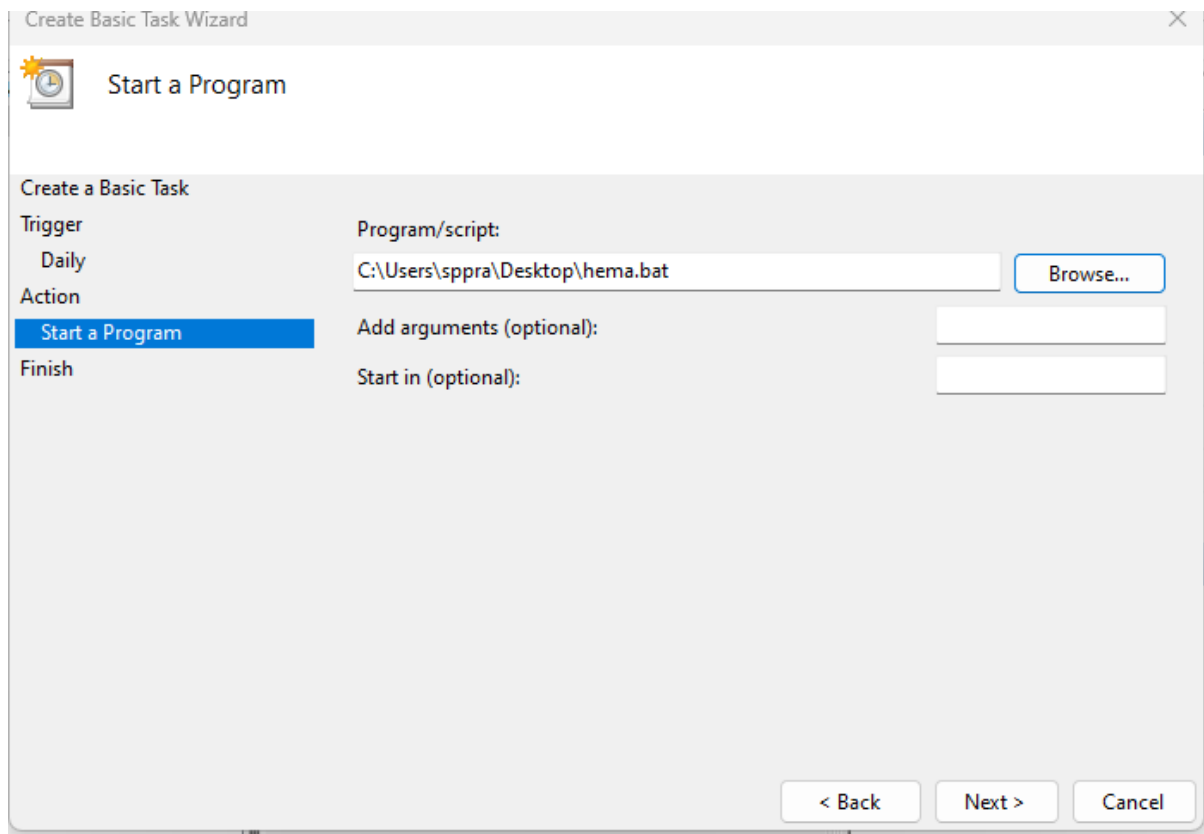 Create Basic Task Wizard
Start a Program
Create a Basic Task
Trigger
Daily
Action
Start a Program
Finish
Program/script:
C:\Users\sppra\Desktop\hema.bat
Browse...
Add arguments (optional):
Start in (optional):
< Back
Next >
Cancel